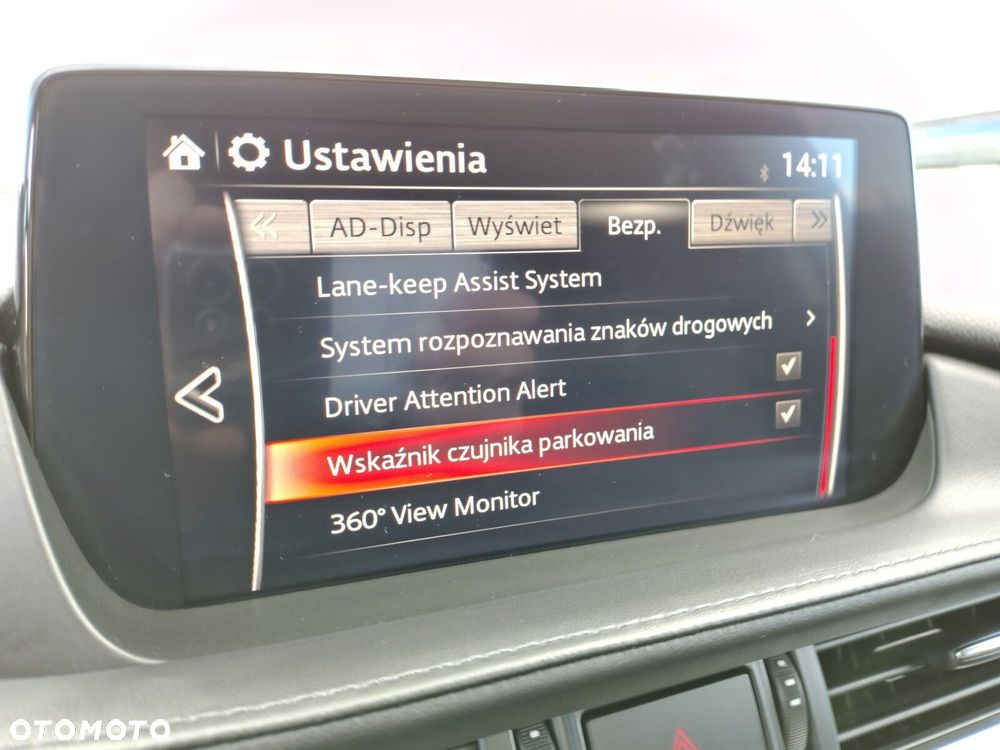 Ustawienia
14:11
AD-Disp Wyświet Bezp. Dźwięk
Lane-keep Assist System
System rozpoznawania znaków drogowych
Driver Attention Alert
Wskaźnik czujnika parkowania
360° View Monitor
OTOMOTO